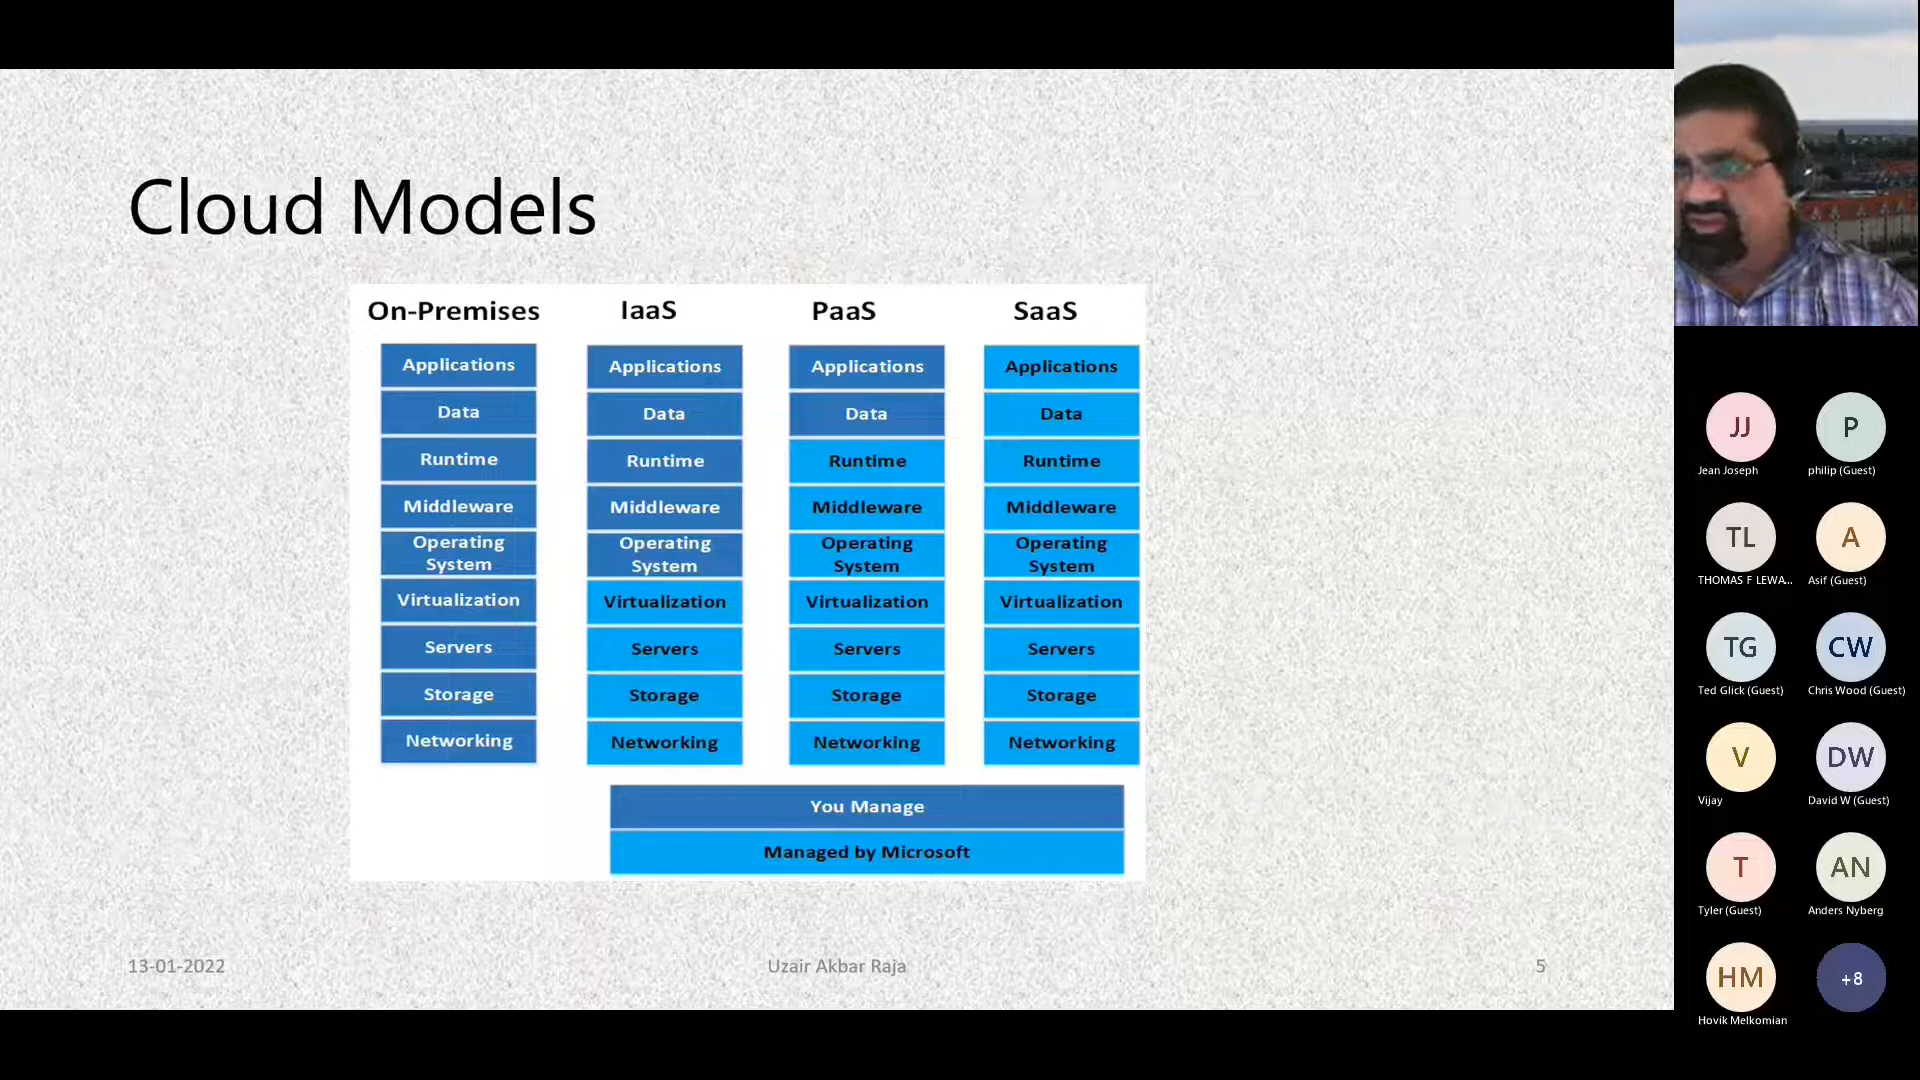 Cloud Models
On-Premises IaaS PaaS SaaS
Applications Applications Applications Applications
Data Data Data Data
Runtime Runtime Runtime Runtime
Middleware Middleware Middleware Middleware
Operating Operating Operating Operating
System System System System
Virtualization Virtualization Virtualization Virtualization
Servers Servers Servers Servers
Storage Storage Storage Storage
Networking Networking Networking Networking
You Manage
Managed by Microsoft
13-01-2022 Uzair Akbar Raja 5
JJ P
Jean Joseph philip (Guest)
TL A
THOMAS F LEWA... Asif (Guest)
TG CW
Ted Glick (Guest) Chris Wood (Guest)
V DW
Vijay David W (Guest)
T AN
Tyler (Guest) Anders Nyberg
HM +8
Hovik Melkomian